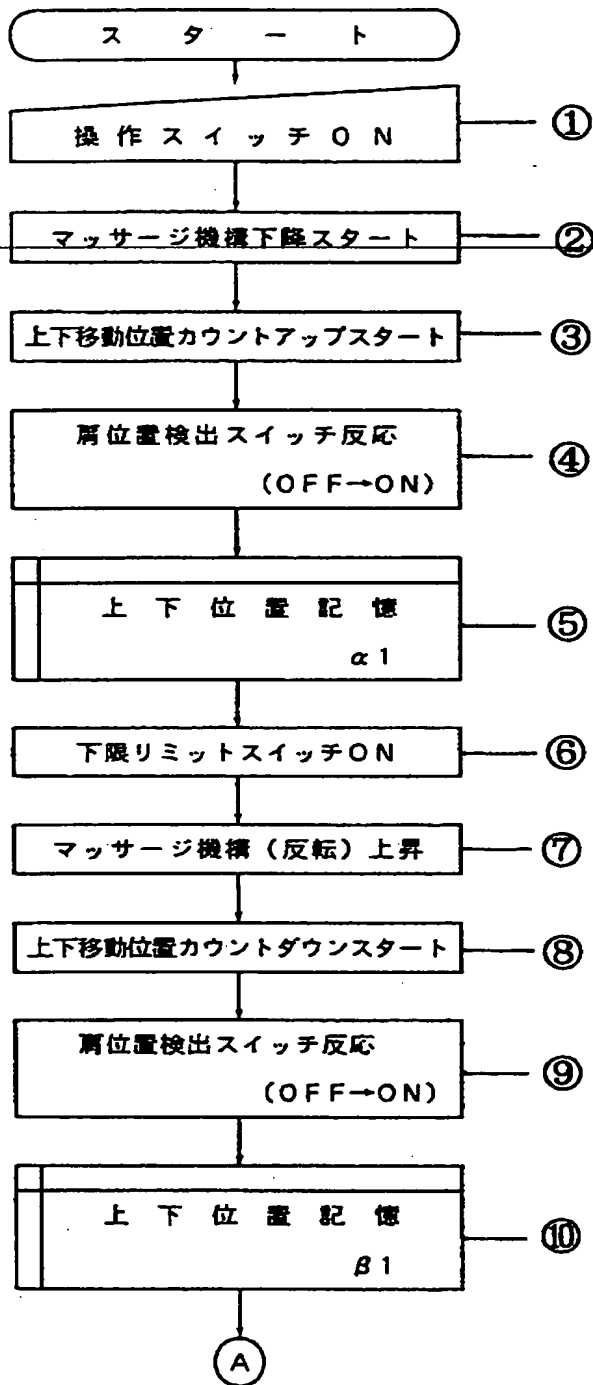 スタート
操作スイッチON ①
マッサージ機構下降スタート ②
上下移動位置カウントアップスタート ③
肩位置検出スイッチ反応 ④
(OFF→ON)
上下位置記憶 ⑤
α1
下限リミットスイッチON ⑥
マッサージ機構(反転)上昇 ⑦
上下移動位置カウントダウンスタート ⑧
肩位置検出スイッチ反応 ⑨
(OFF→ON)
上下位置記憶 ⑩
β1
A